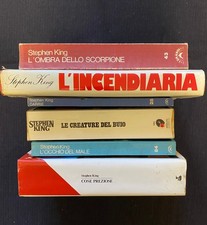 Stephen King
L'OMBRA DELLO SCORPIONE
43
Stephen King
L'INCENDIARIA
Stephen King
STEPHEN
KING
LE CREATURE DEL BUIO
Stephen King
L'OCCHIO DEL MALE
Stephen King
COSE PREZIOSE